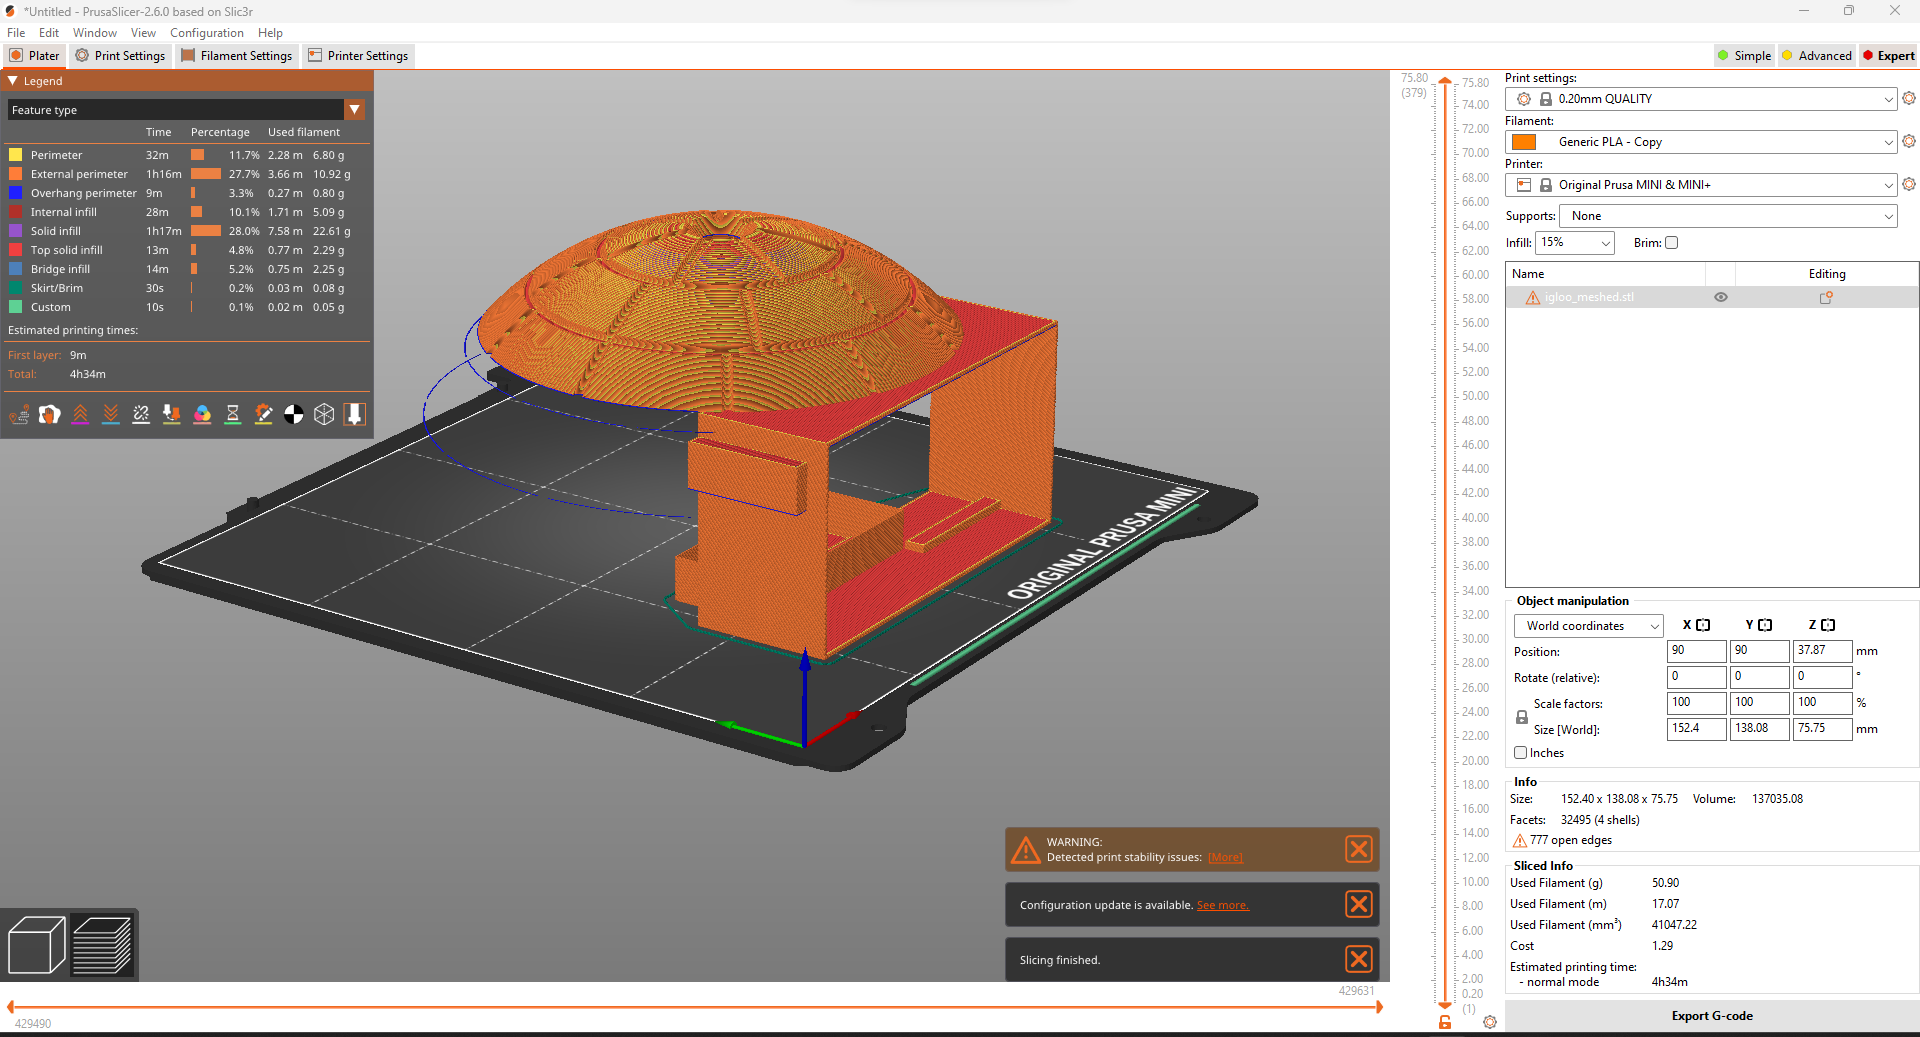 *Untitled - PrusaSlicer-2.6.0 based on Slic3r
File Edit Window View Configuration Help
Plater Print Settings Filament Settings Printer Settings Simple Advanced Expert
Legend
Feature type
Time Percentage Used filament
Perimeter 32m 11.7% 2.28 m 6.80 g
External perimeter 1h16m 27.7% 3.66 m 10.92 g
Overhang perimeter 9m 3.3% 0.27 m 0.80 g
Internal infill 28m 10.1% 1.71 m 5.09 g
Solid infill 1h17m 28.0% 7.58 m 22.61 g
Top solid infill 13m 4.8% 0.77 m 2.29 g
Bridge infill 14m 5.2% 0.75 m 2.25 g
Skirt/Brim 30s 0.2% 0.03 m 0.08 g
Custom 10s 0.1% 0.02 m 0.05 g
Estimated printing times:
First layer: 9m
Total: 4h34m
ORIGINAL PRUSA MINI
WARNING:
Detected print stability issues: [More]
Configuration update is available. See more.
Slicing finished.
429631
429490
75.80
(379)
75.80
74.00
72.00
70.00
68.00
66.00
64.00
62.00
60.00
58.00
56.00
54.00
52.00
50.00
48.00
46.00
44.00
42.00
40.00
38.00
36.00
34.00
32.00
30.00
28.00
26.00
24.00
22.00
20.00
18.00
16.00
14.00
12.00
10.00
8.00
6.00
4.00
2.00
0.20
(1)
Print settings:
0.20mm QUALITY
Filament:
Generic PLA - Copy
Printer:
Original Prusa MINI & MINI+
Supports: None
Infill: 15% Brim:
Name Editing
igloo_meshed.stl
Object manipulation
World coordinates X Y Z
Position: 90 90 37.87 mm
Rotate (relative): 0 0 0 °
Scale factors: 100 100 100 %
Size [World]: 152.4 138.08 75.75 mm
Inches
Info
Size: 152.40 x 138.08 x 75.75 Volume: 137035.08
Facets: 32495 (4 shells)
777 open edges
Sliced Info
Used Filament (g) 50.90
Used Filament (m) 17.07
Used Filament (mm³) 41047.22
Cost 1.29
Estimated printing time:
- normal mode 4h34m
Export G-code